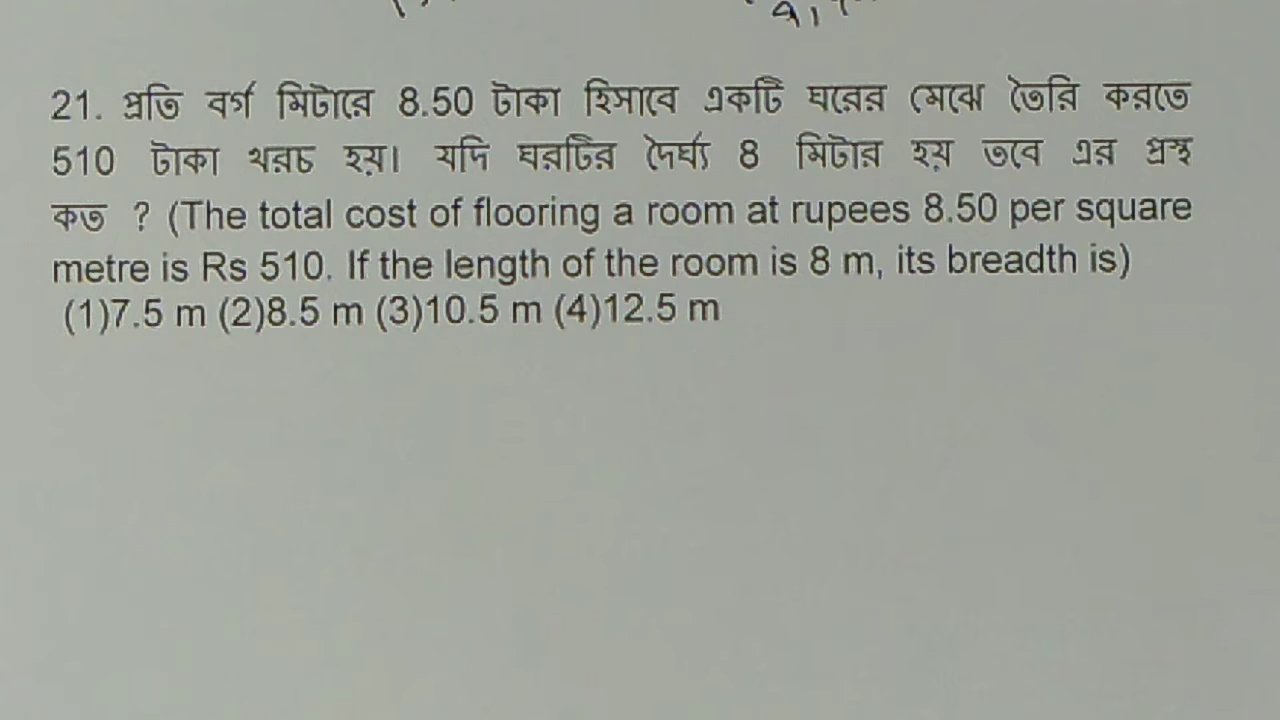 21. প্রতি বর্গ মিটারে 8.50 টাকা হিসাবে একটি ঘরের মেঝে তৈরি করতে
510 টাকা খরচ হয়। যদি ঘরটির দৈর্ঘ্য 8 মিটার হয় তবে এর প্রস্থ
কত ? (The total cost of flooring a room at rupees 8.50 per square
metre is Rs 510. If the length of the room is 8 m, its breadth is)
(1)7.5 m (2)8.5 m (3)10.5 m (4)12.5 m